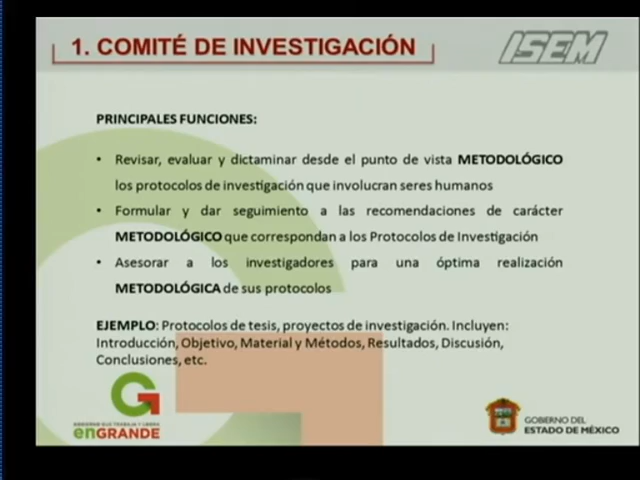 1. COMITÉ DE INVESTIGACIÓN
ISEM
PRINCIPALES FUNCIONES:
• Revisar, evaluar y dictaminar desde el punto de vista METODOLÓGICO
los protocolos de investigación que involucran seres humanos
• Formular y dar seguimiento a las recomendaciones de carácter
METODOLÓGICO que correspondan a los Protocolos de Investigación
• Asesorar a los investigadores para una óptima realización
METODOLÓGICA de sus protocolos
EJEMPLO: Protocolos de tesis, proyectos de investigación. Incluyen:
Introducción, Objetivo, Material y Métodos, Resultados, Discusión,
Conclusiones, etc.
enGRANDE
GOBIERNO DEL
ESTADO DE MÉXICO